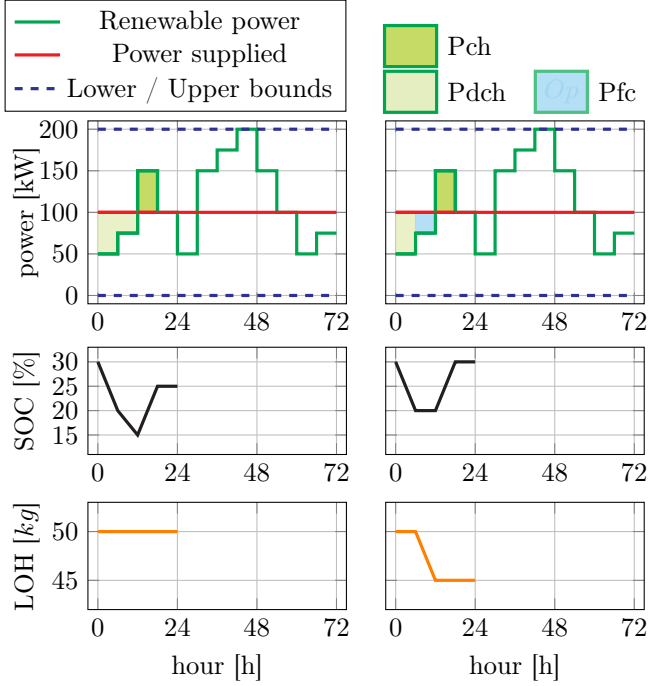 Renewable power
Power supplied
Lower / Upper bounds
Pch
Pdch
Op Pfc
power [kW]
200
150
100
50
0
0 24 48 72
0 24 48 72
SOC [%]
30
25
20
15
0 24 48 72
0 24 48 72
LOH [kg]
50
45
0 24 48 72
0 24 48 72
hour [h]
hour [h]